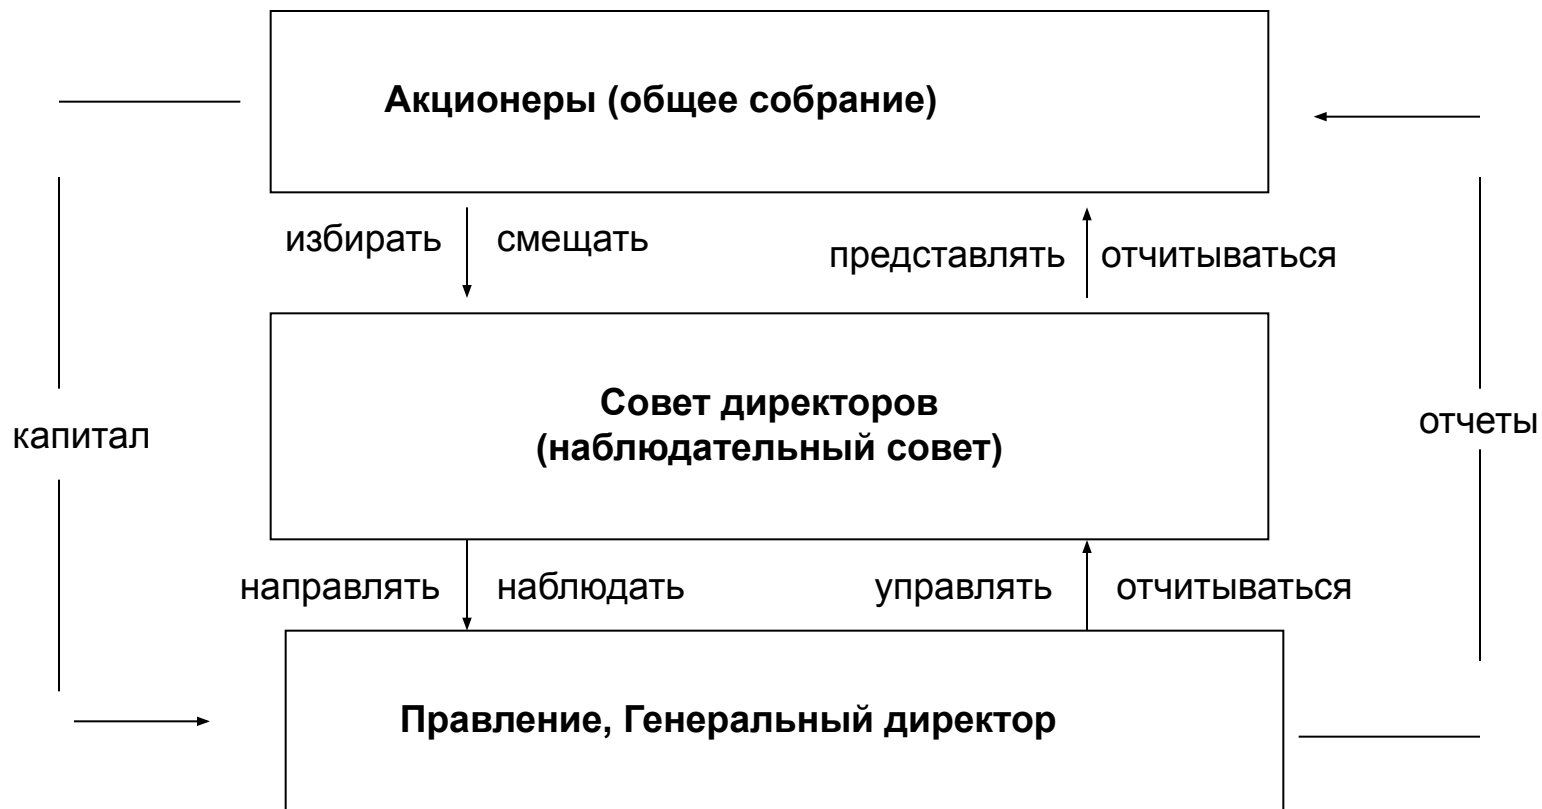 Акционеры (общее собрание)
избирать
смещать
представлять
отчитываться
Совет директоров
(наблюдательный совет)
капитал
отчеты
направлять
наблюдать
управлять
отчитываться
Правление, Генеральный директор